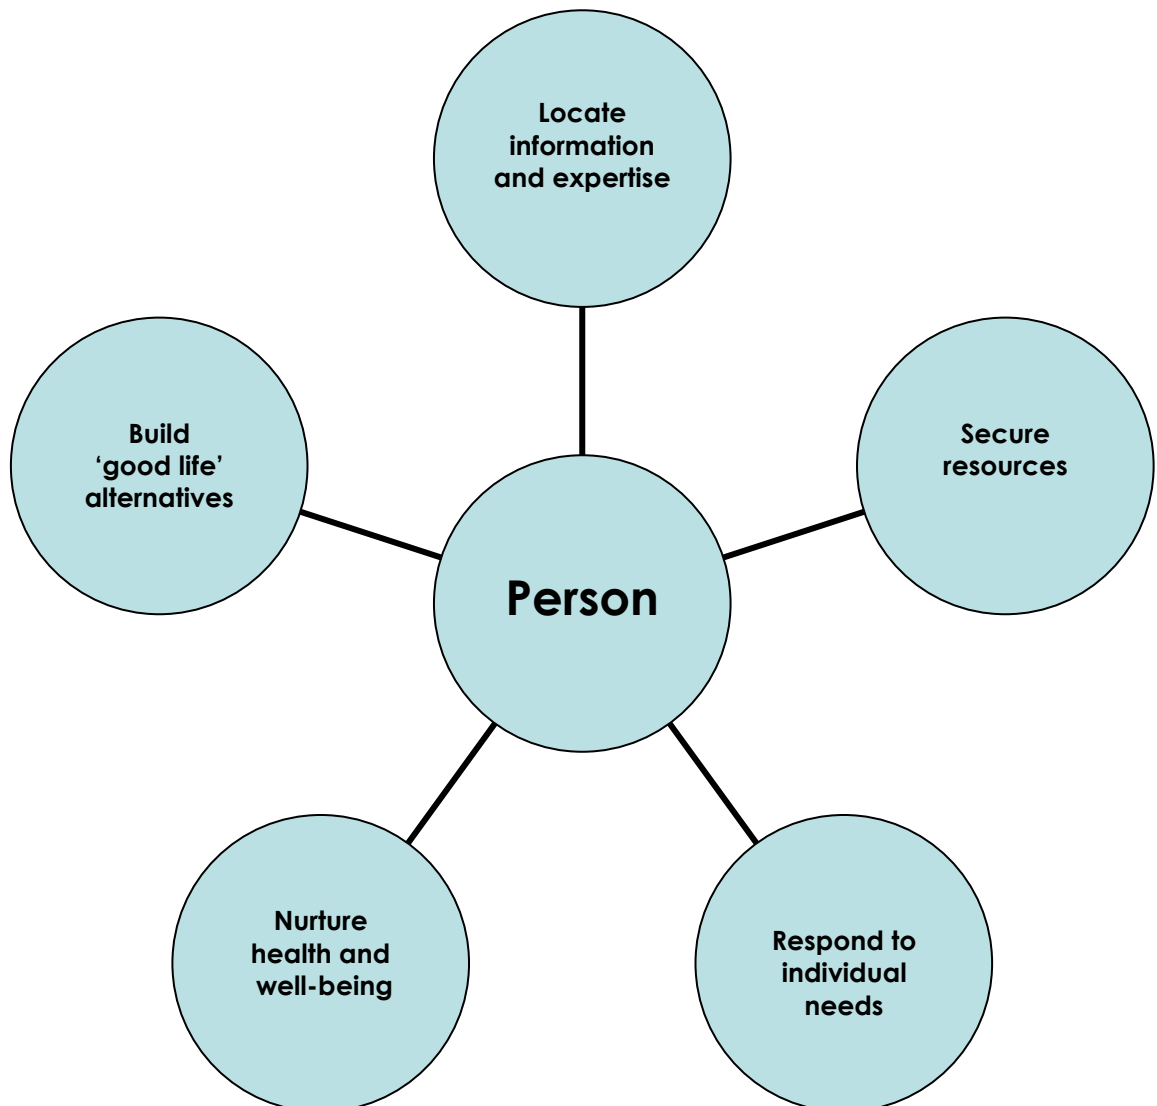 Locate
information
and expertise
Build
‘good life’
alternatives
Secure
resources
Person
Nurture
health and
well-being
Respond to
individual
needs